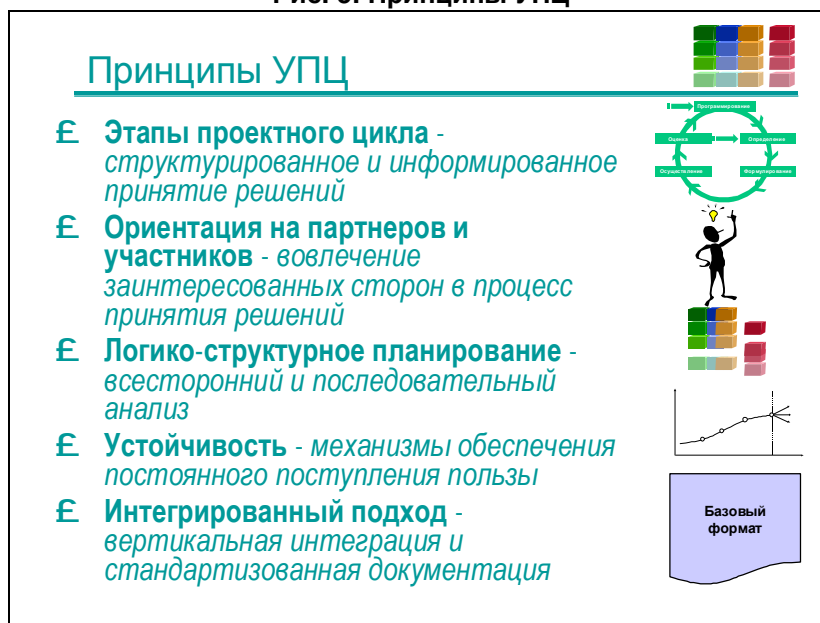 Рис. 3. Принципы УПЦ
Принципы УПЦ
£ Этапы проектного цикла -
структурированное и информированное
принятие решений
£ Ориентация на партнеров и
участников - вовлечение
заинтересованных сторон в процесс
принятия решений
£ Логико-структурное планирование -
всесторонний и последовательный
анализ
£ Устойчивость - механизмы обеспечения
постоянного поступления пользы
£ Интегрированный подход -
вертикальная интеграция и
стандартизованная документация
Программирование
Оценка
Определение
Осуществление
Формулирование
Базовый
формат